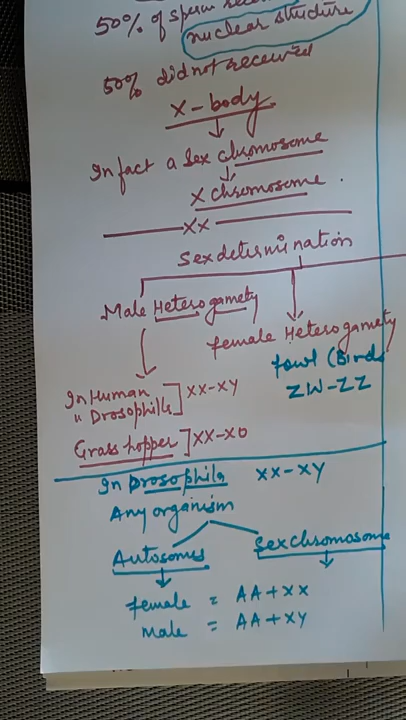 50% of sperm
nuclear structure
50% did not received
X-body
In fact a Sex chromosome
X chromosome.
XX
Sex determination
Male Heterogamety
female Heterogamety
fowl (Birds
ZW-ZZ
In Human
" Drosophilla ] XX-XY
Grass hopper ] XX-XO
In Drosophila XX-XY
Any organism
Autosomes Sex chromosome
female = AA+XX
Male = AA+XY